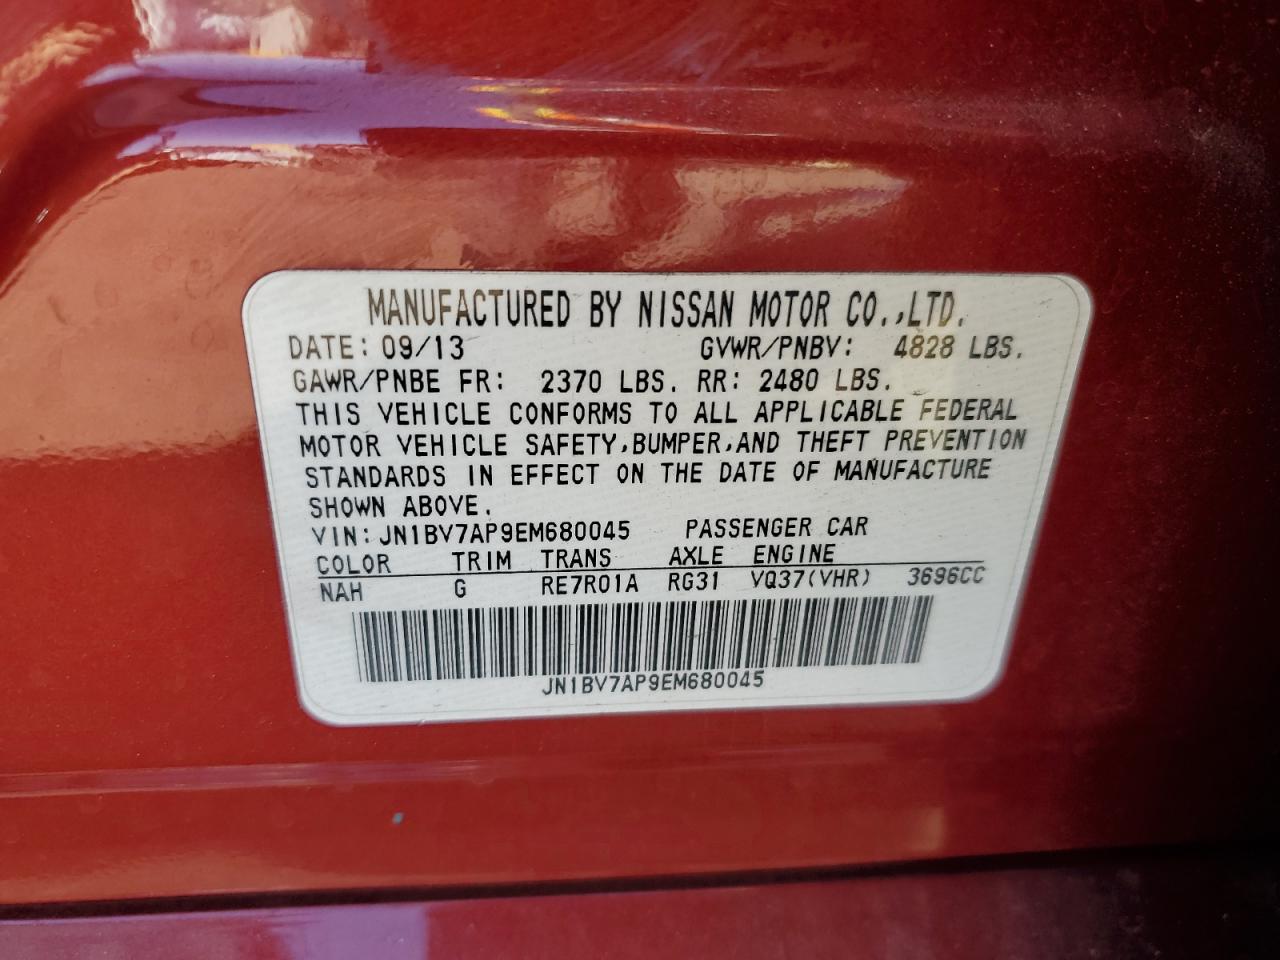 MANUFACTURED BY NISSAN MOTOR CO.,LTD.
DATE: 09/13 GVWR/PNBV: 4828 LBS.
GAWR/PNBE FR: 2370 LBS. RR: 2480 LBS.
THIS VEHICLE CONFORMS TO ALL APPLICABLE FEDERAL
MOTOR VEHICLE SAFETY,BUMPER,AND THEFT PREVENTION
STANDARDS IN EFFECT ON THE DATE OF MANUFACTURE
SHOWN ABOVE.
VIN: JN1BV7AP9EM680045 PASSENGER CAR
COLOR TRIM TRANS AXLE ENGINE
NAH G RE7R01A RG31 VQ37(VHR) 3696CC
JN1BV7AP9EM680045